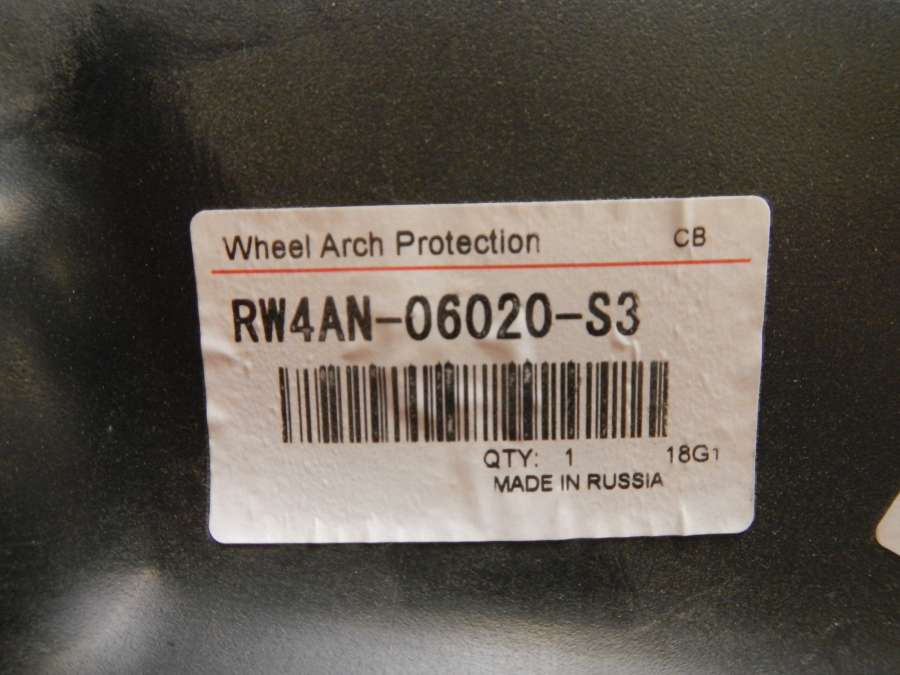 Wheel Arch Protection CB
RW4AN-06020-S3
QTY: 1 18G1
MADE IN RUSSIA